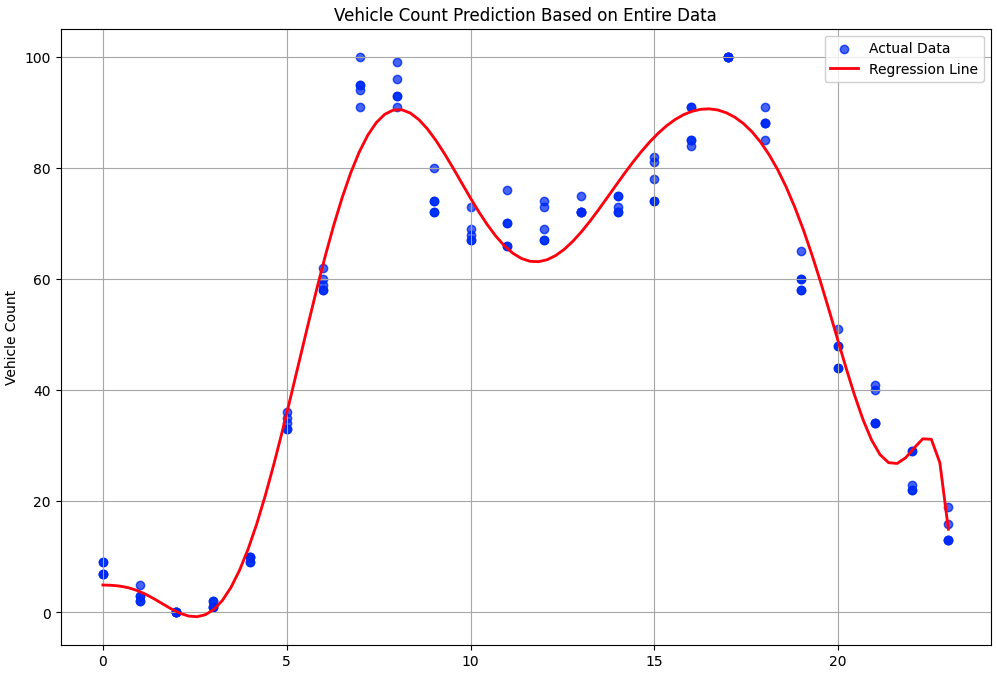 Vehicle Count Prediction Based on Entire Data
Actual Data
Regression Line
Vehicle Count
100
80
60
40
20
0
0 5 10 15 20